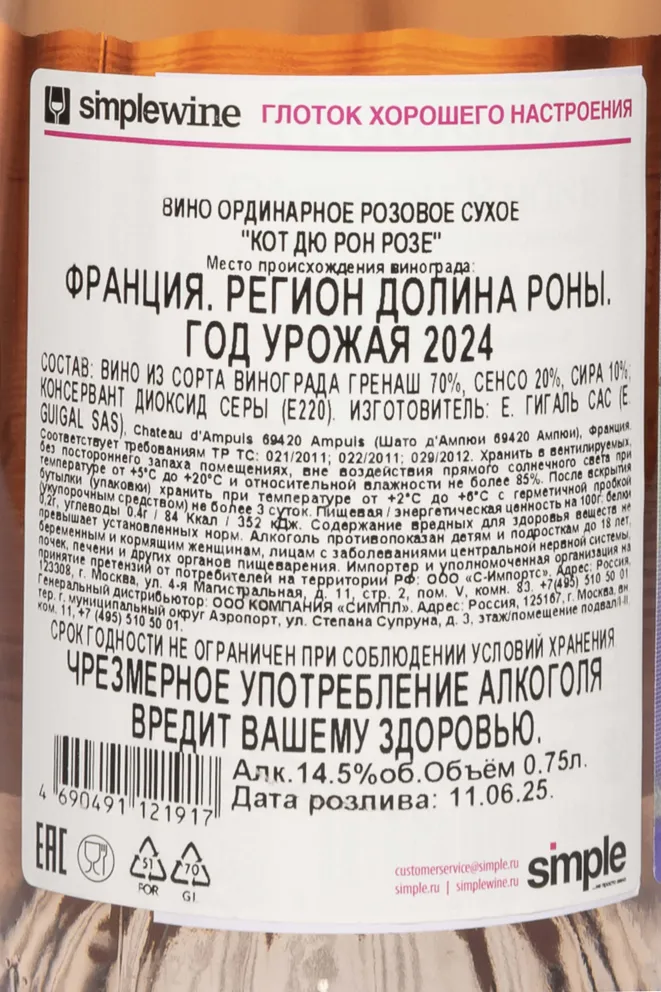 simplewine ГЛОТОК ХОРОШЕГО НАСТРОЕНИЯ
ВИНО ОРДИНАРНОЕ РОЗОВОЕ СУХОЕ
"КОТ ДЮ РОН РОЗЕ"
Место происхождения винограда:
ФРАНЦИЯ. РЕГИОН ДОЛИНА РОНЫ.
ГОД УРОЖАЯ 2024
СОСТАВ: ВИНО ИЗ СОРТА ВИНОГРАДА ГРЕНАШ 70%, СЕНСО 20%, СИРА 10%,
КОНСЕРВАНТ ДИОКСИД СЕРЫ (Е220). ИЗГОТОВИТЕЛЬ: Е. ГИГАЛЬ САС (E.
GUIGAL SAS), Chateau d'Ampuis 69420 Ampuis (Шато д'Ампюи 69420 Ампюи), Франция.
Соответствует требованиям ТР ТС: 021/2011; 022/2011; 029/2012. Хранить в вентилируемых,
без постороннего запаха помещениях, вне воздействия прямого солнечного света при
температуре от +5°С до +20°С и относительной влажности не более 85%. После вскрытия
бутылки (упаковки) хранить при температуре от +2°С до +6°С с герметичной пробкой
(укупорочным средством) не более 3 суток. Пищевая / энергетическая ценность на 100г: белки
0.2г, углеводы 0.4г / 84 Ккал / 352 кДж. Содержание вредных для здоровья веществ не
превышает установленных норм. Алкоголь противопоказан детям и подросткам до 18 лет,
беременным и кормящим женщинам, лицам с заболеваниями центральной нервной системы,
почек, печени и других органов пищеварения. Импортер и уполномоченная организация на
принятие претензий от потребителей на территории РФ: ООО «С-Импортс», Адрес: Россия,
123308, г. Москва, ул. 4-я Магистральная, д. 11, стр. 2, пом. V, комн. 83, +7(495) 510 50 01
Генеральный дистрибьютор: ООО КОМПАНИЯ «СИМПЛ». Адрес: Россия, 125167, г. Москва, вн.
тер. г. муниципальный округ Аэропорт, ул. Степана Супруна, д. 3, этаж/помещение подвал/I-II,
ком. 11, +7 (495) 510 50 01.
СРОК ГОДНОСТИ НЕ ОГРАНИЧЕН ПРИ СОБЛЮДЕНИИ УСЛОВИЙ ХРАНЕНИЯ
ЧРЕЗМЕРНОЕ УПОТРЕБЛЕНИЕ АЛКОГОЛЯ
ВРЕДИТ ВАШЕМУ ЗДОРОВЬЮ.
Алк.14.5%об.Объём 0.75л.
Дата розлива: 11.06.25.
4 690491 121917
EAC
51
FOR
70
GL
customerservice@simple.ru
simple.ru | simplewine.ru
simple
...не просто вино